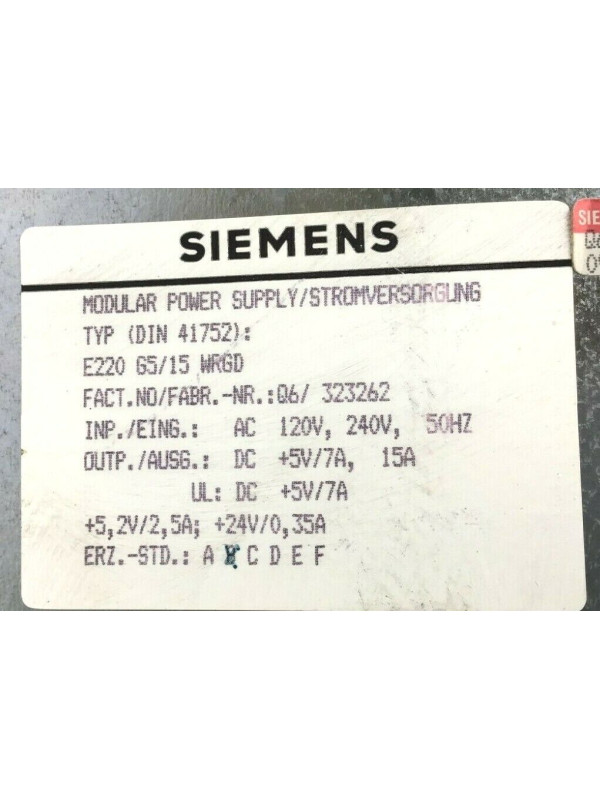 SIEMENS
MODULAR POWER SUPPLY/STROMVERSORGUNG
TYP (DIN 41752):
E220 G5/15 WRGD
FACT.NO/FABR.-NR.:Q6/ 323262
INP./EING.: AC 120V, 240V, 50HZ
OUTP./AUSG.: DC +5V/7A, 15A
UL: DC +5V/7A
+5,2V/2,5A; +24V/0,35A
ERZ.-STD.: A B C D E F
SIE